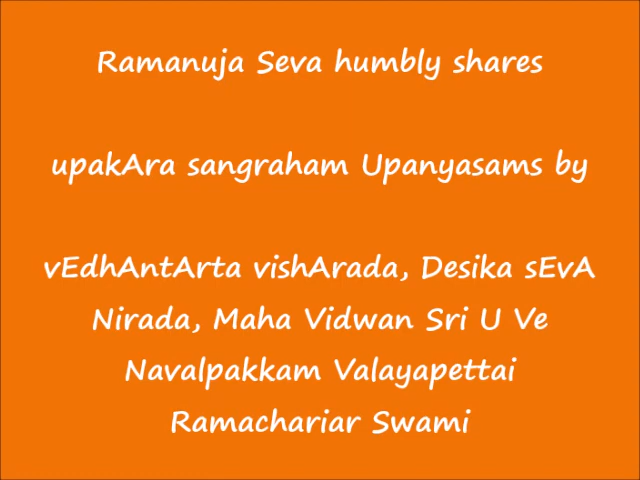 Ramanuja Seva humbly shares
upakAra sangraham Upanyasams by
vEdhAntArta vishArada, Desika sEvA
Nirada, Maha Vidwan Sri U Ve
Navalpakkam Valayapettai
Ramachariar Swami